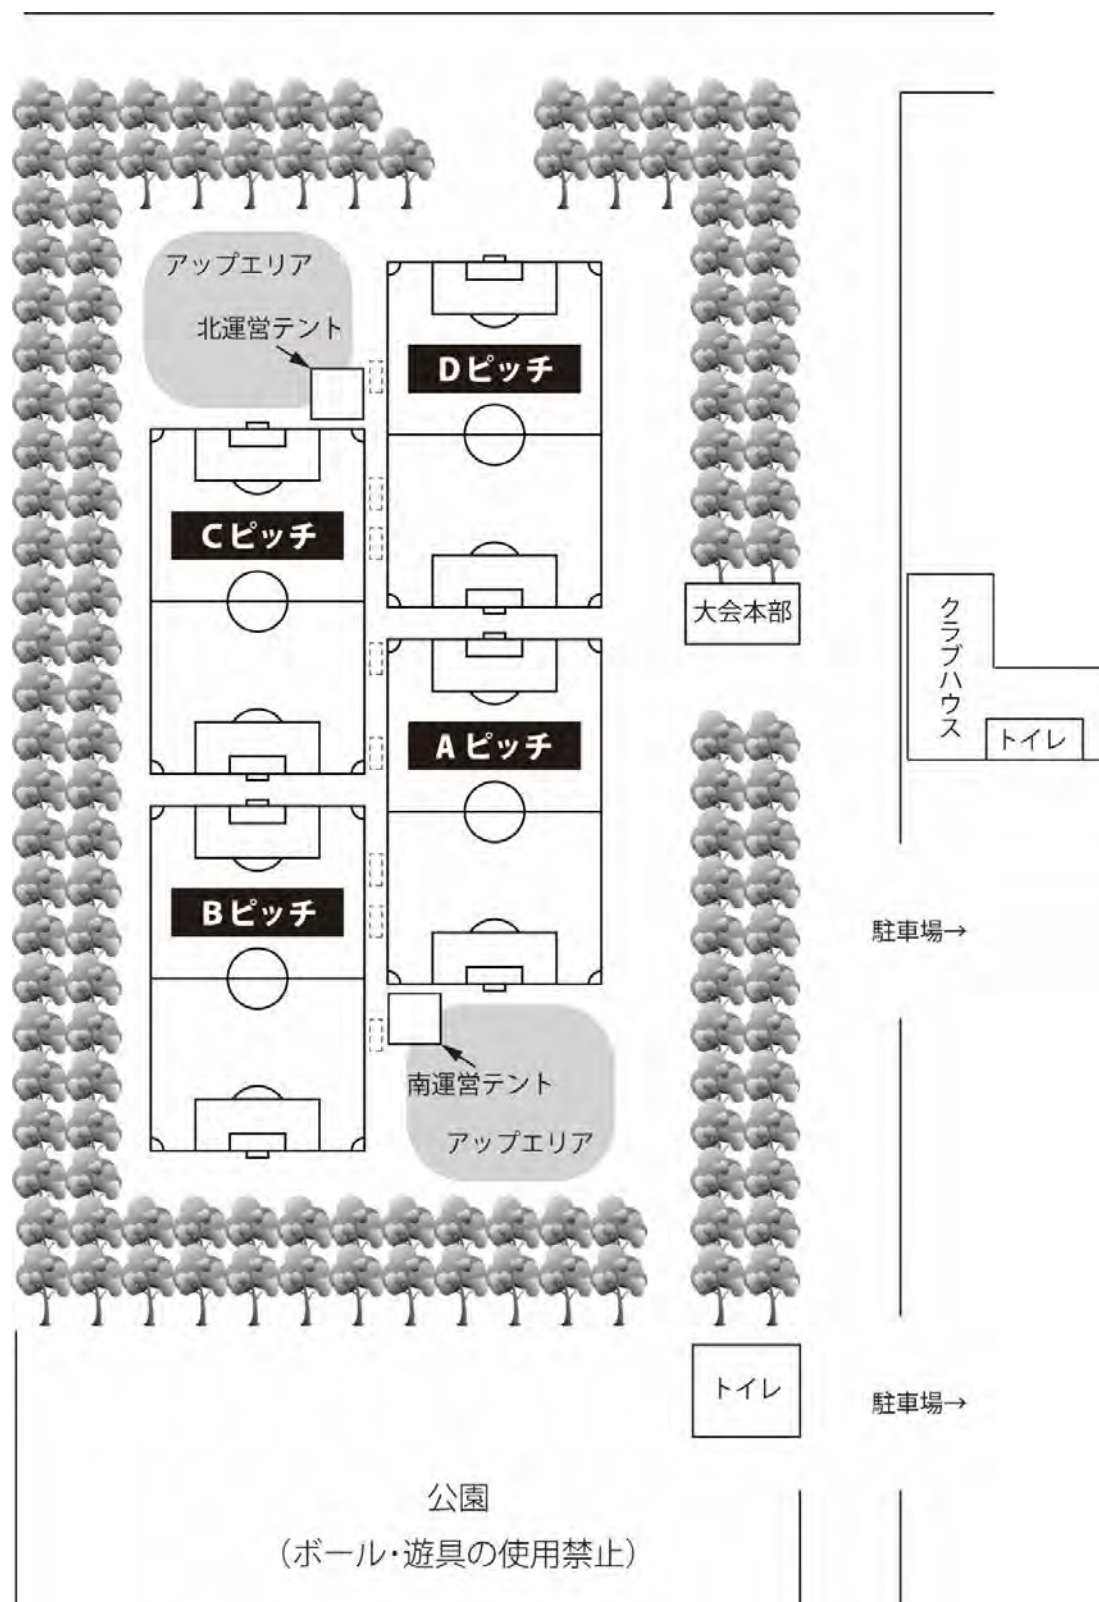 アップエリア
北運営テント
Dピッチ
Cピッチ
大会本部
クラブハウス
トイレ
Aピッチ
Bピッチ
駐車場→
南運営テント
アップエリア
トイレ
駐車場→
公園
（ボール・遊具の使用禁止）